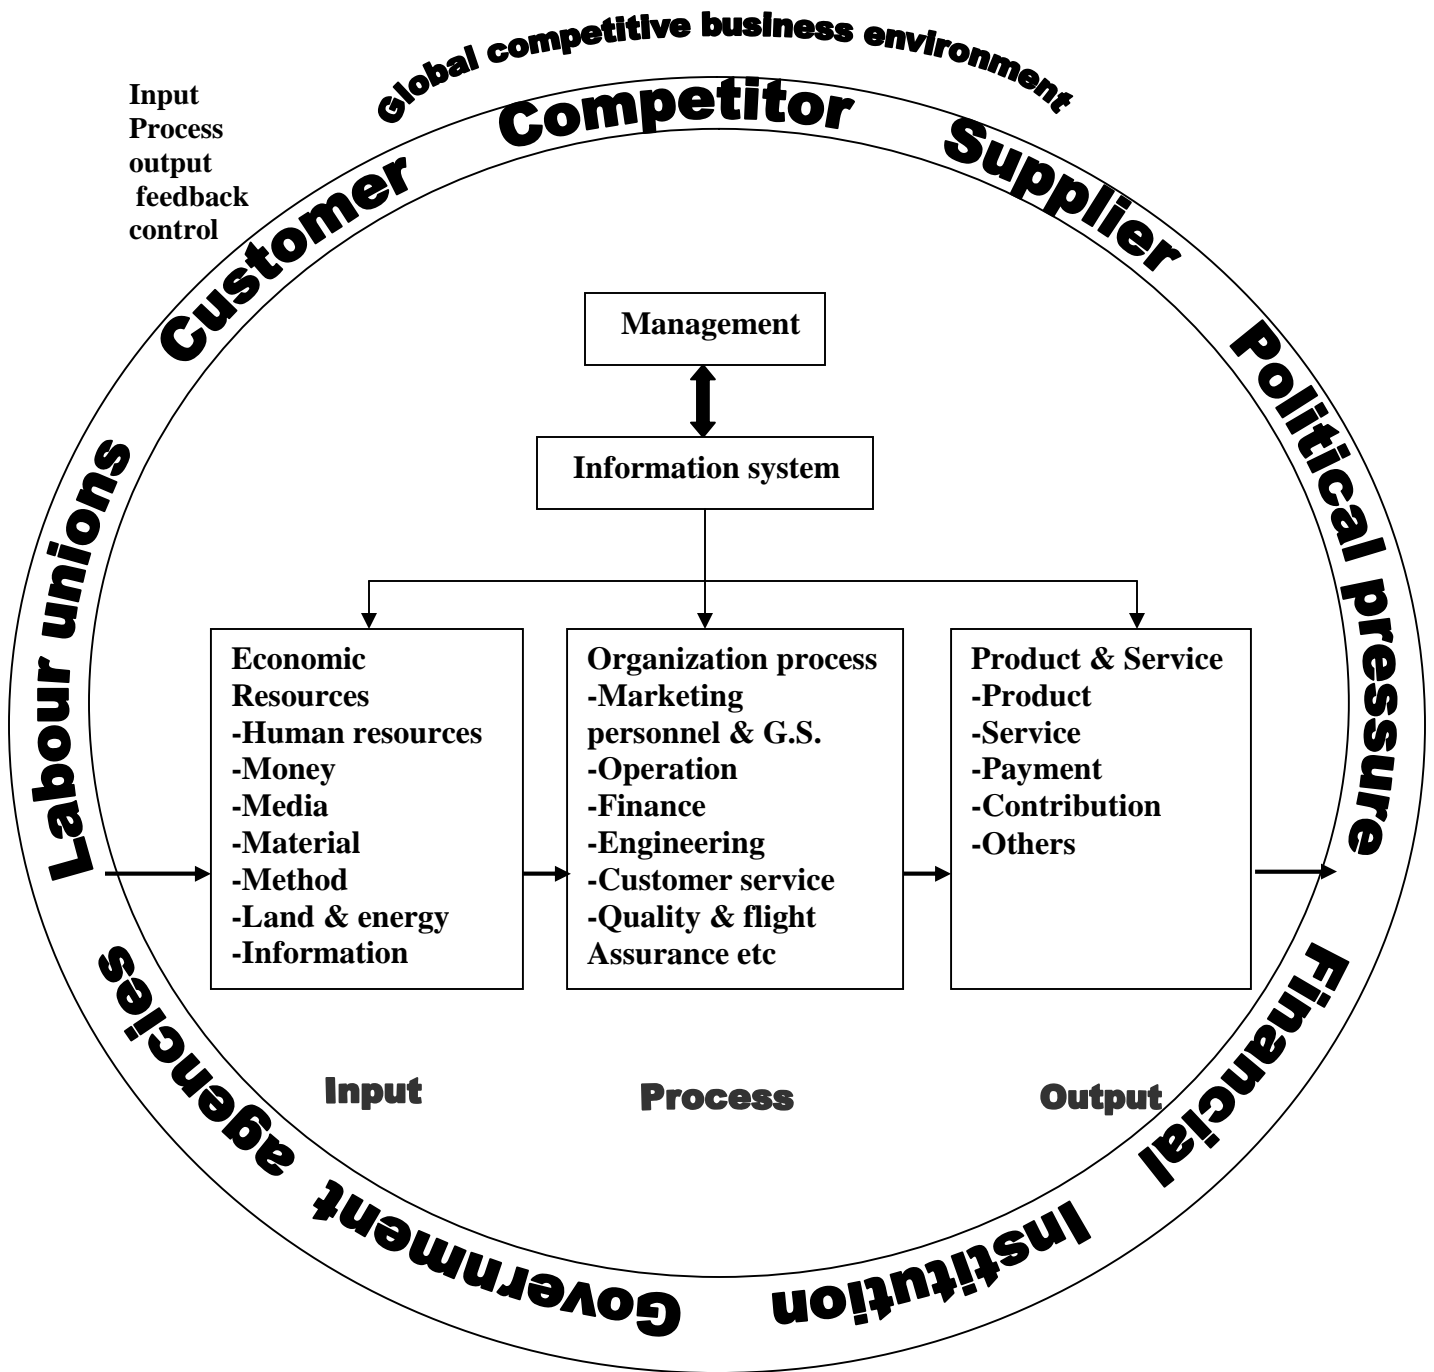 Global competitive business environment
Input
Process
output
feedback
control
Customer
Competitor
Supplier
Political pressure
Financial
Institution
Government agencies
Labour unions
Management
Information system
Economic
Resources
-Human resources
-Money
-Media
-Material
-Method
-Land & energy
-Information
Organization process
-Marketing
personnel & G.S.
-Operation
-Finance
-Engineering
-Customer service
-Quality & flight
Assurance etc
Product & Service
-Product
-Service
-Payment
-Contribution
-Others
Input
Process
Output